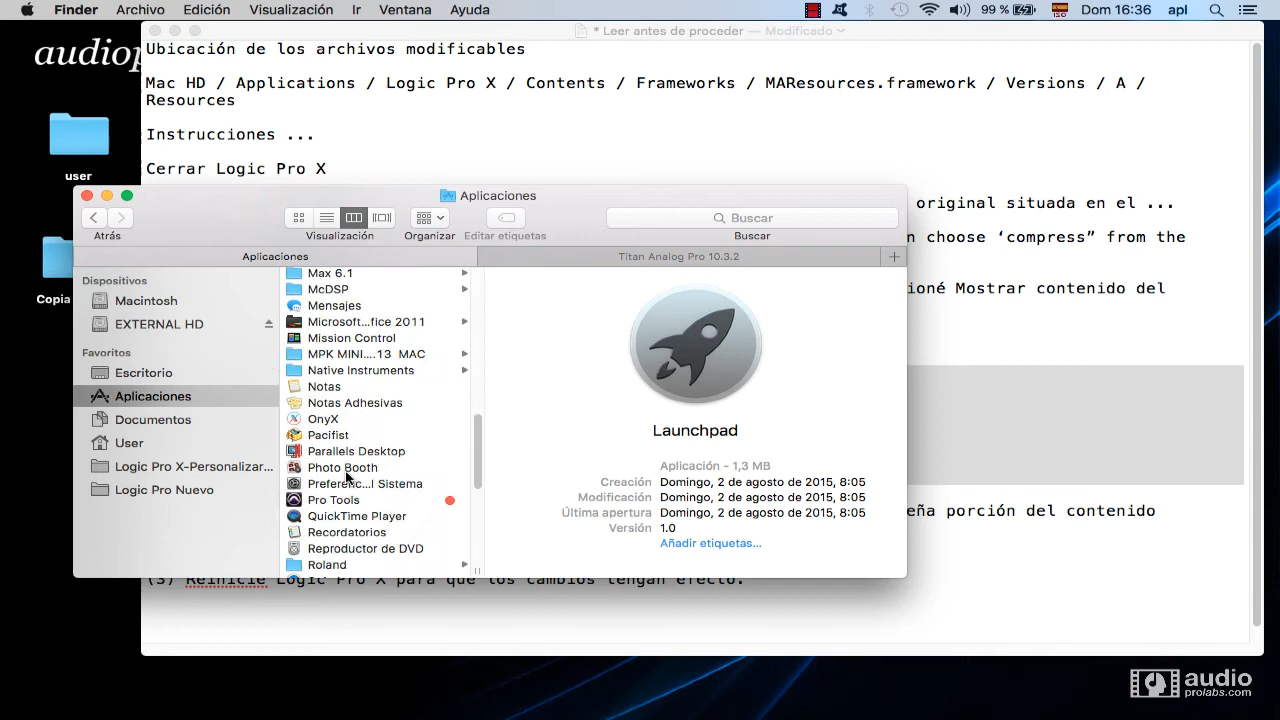 Finder Archivo Edición Visualización Ir Ventana Ayuda 99 % ISO Dom 16:36 apl
* Leer antes de proceder — Modificado
Ubicación de los archivos modificables
Mac HD / Applications / Logic Pro X / Contents / Frameworks / MAResources.framework / Versions / A /
Resources
Instrucciones ...
Cerrar Logic Pro X
original situada en el ...
choose ‘compress” from the
Mostrar contenido del
porción del contenido
(3) Reinicie Logic Pro X para que los cambios tengan efecto.
user
Copia
Aplicaciones
Atrás
Visualización
Organizar
Editar etiquetas
Buscar
Buscar
Aplicaciones
Titan Analog Pro 10.3.2
Dispositivos
Macintosh
EXTERNAL HD
Favoritos
Escritorio
Aplicaciones
Documentos
User
Logic Pro X-Personalizar...
Logic Pro Nuevo
Max 6.1
McDSP
Mensajes
Microsoft...fice 2011
Mission Control
MPK MINI....13 MAC
Native Instruments
Notas
Notas Adhesivas
OnyX
Pacifist
Parallels Desktop
Photo Booth
Preferenc...l Sistema
Pro Tools
QuickTime Player
Recordatorios
Reproductor de DVD
Roland
Launchpad
Aplicación - 1,3 MB
Creación Domingo, 2 de agosto de 2015, 8:05
Modificación Domingo, 2 de agosto de 2015, 8:05
Última apertura Domingo, 2 de agosto de 2015, 8:05
Versión 1.0
Añadir etiquetas...
audio
prolabs.com